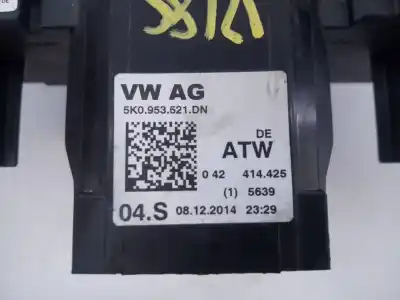 VW AG
5K0.953.521.DN
DE
ATW
0 42 414.425
(1) 5639
04.S 08.12.2014 23:29